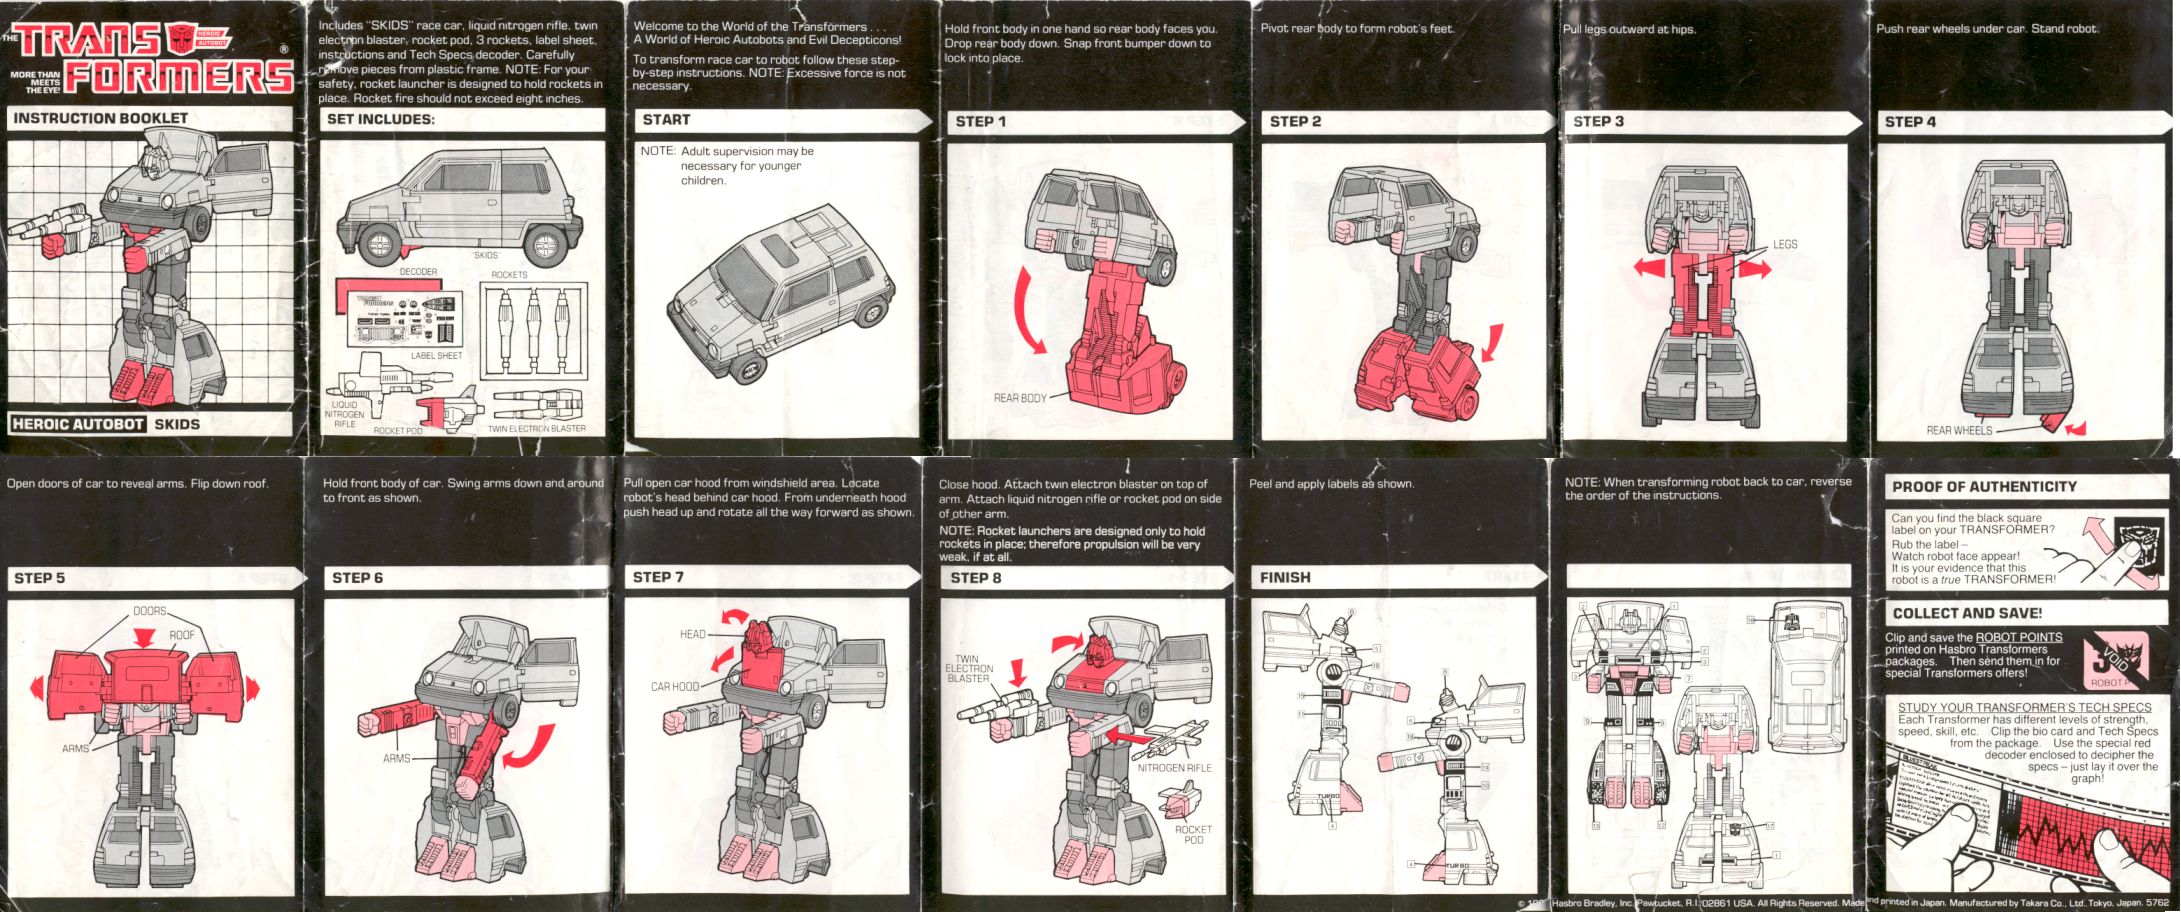 THE TRANSFORMERS
HEROIC AUTOBOT
®
MORE THAN
MEETS
THE EYE!
INSTRUCTION BOOKLET
HEROIC AUTOBOT SKIDS
Includes "SKIDS" race car, liquid nitrogen rifle, twin
electron blaster, rocket pod, 3 rockets, label sheet,
instructions and Tech Specs decoder. Carefully
remove pieces from plastic frame. NOTE: For your
safety, rocket launcher is designed to hold rockets in
place. Rocket fire should not exceed eight inches.
SET INCLUDES:
"SKIDS"
DECODER
ROCKETS
LABEL SHEET
LIQUID
NITROGEN
RIFLE
ROCKET POD
TWIN ELECTRON BLASTER
Welcome to the World of the Transformers . . .
A World of Heroic Autobots and Evil Decepticons!
To transform race car to robot follow these step-
by-step instructions. NOTE: Excessive force is not
necessary.
START
NOTE: Adult supervision may be
necessary for younger
children.
Hold front body in one hand so rear body faces you.
Drop rear body down. Snap front bumper down to
lock into place.
STEP 1
REAR BODY
Pivot rear body to form robot's feet.
STEP 2
Pull legs outward at hips.
STEP 3
LEGS
Push rear wheels under car. Stand robot.
STEP 4
REAR WHEELS
Open doors of car to reveal arms. Flip down roof.
STEP 5
DOORS
ROOF
ARMS
Hold front body of car. Swing arms down and around
to front as shown.
STEP 6
ARMS
Pull open car hood from windshield area. Locate
robot's head behind car hood. From underneath hood
push head up and rotate all the way forward as shown.
STEP 7
HEAD
CAR HOOD
Close hood. Attach twin electron blaster on top of
arm. Attach liquid nitrogen rifle or rocket pod on side
of other arm.
NOTE: Rocket launchers are designed only to hold
rockets in place; therefore propulsion will be very
weak, if at all.
STEP 8
TWIN
ELECTRON
BLASTER
NITROGEN RIFLE
ROCKET
POD
Peel and apply labels as shown.
FINISH
TURBO
TURBO
NOTE: When transforming robot back to car, reverse
the order of the instructions.
PROOF OF AUTHENTICITY
Can you find the black square
label on your TRANSFORMER?
Rub the label –
Watch robot face appear!
It is your evidence that this
robot is a true TRANSFORMER!
COLLECT AND SAVE!
Clip and save the ROBOT POINTS
printed on Hasbro Transformers
packages. Then send them in for
special Transformers offers!
3 VOID
STUDY YOUR TRANSFORMER'S TECH SPECS
Each Transformer has different levels of strength,
speed, skill, etc. Clip the bio card and Tech Specs
from the package. Use the special red
decoder enclosed to decipher the
specs – just lay it over the
graph!
Hasbro Bradley, Inc. Pawtucket, R.I. 02861 USA. All Rights Reserved. Made and printed in Japan. Manufactured by Takara Co., Ltd. Tokyo, Japan. 5762